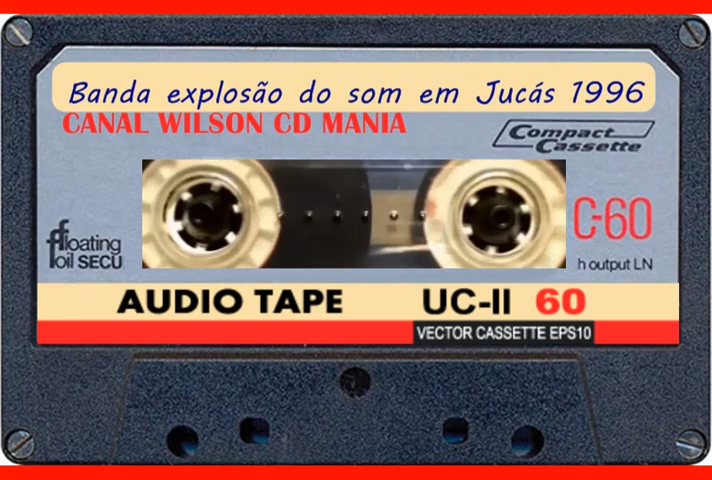 Banda explosão do som em Jucás 1996
CANAL WILSON CD MANIA
Compact
Cassette
C-60
floating
foil SECU
h output LN
AUDIO TAPE UC-II 60
VECTOR CASSETTE EPS10